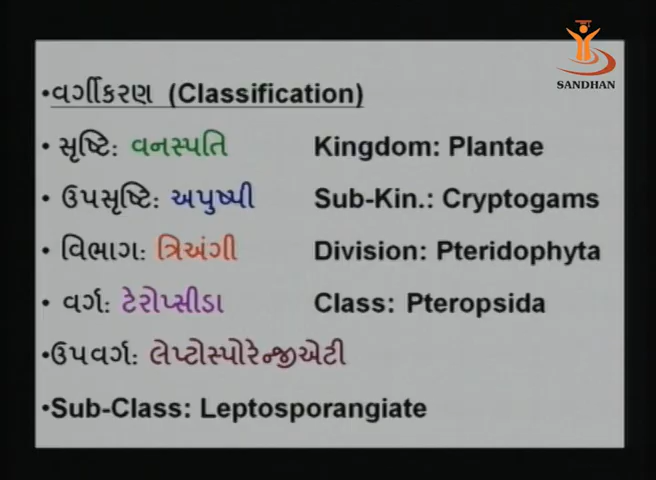 SANDHAN
•વર્ગીકરણ (Classification)
• સૃષ્ટિ: વનસ્પતિ Kingdom: Plantae
• ઉપસૃષ્ટિ: અપુષ્પી Sub-Kin.: Cryptogams
• વિભાગ: ત્રિઅંગી Division: Pteridophyta
• વર્ગ: ટેરોપ્સીડા Class: Pteropsida
•ઉપવર્ગ: લેપ્ટોસ્પોરેન્જીએટી
•Sub-Class: Leptosporangiate